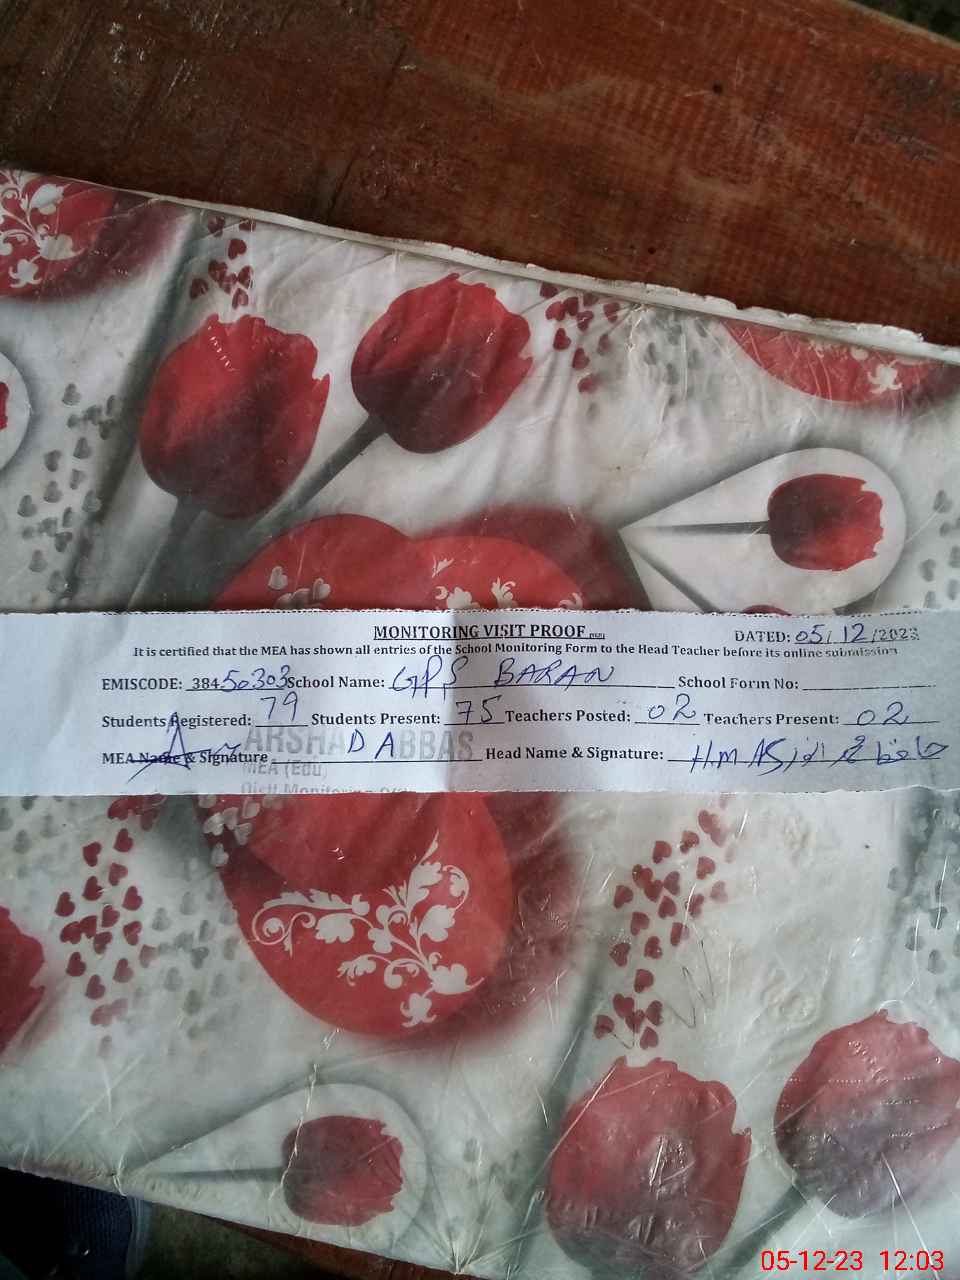 MONITORING VISIT PROOF
DATED: 05/12/2023
It is certified that the MEA has shown all entries of the School Monitoring Form to the Head Teacher before its online submission
EMISCODE: 38450303 School Name: GPS BARAN School Form No:
Students Registered: 79 Students Present: 75 Teachers Posted: 02 Teachers Present: 02
MEA Name & Signature ARSHAD ABBAS Head Name & Signature: H.M
MEA (Edu)
05-12-23 12:03